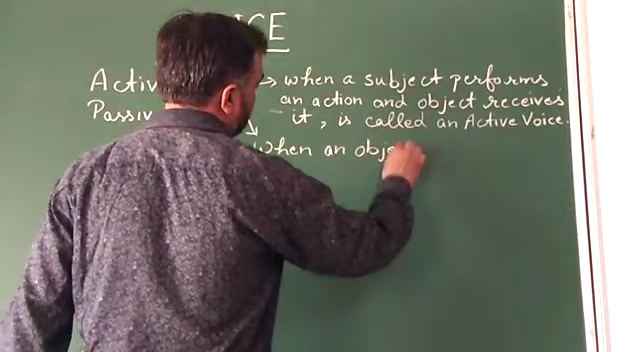 ICE
Activ → when a subject performs
an action and object receives
Passiv it, is called an Active Voice.
When an obje